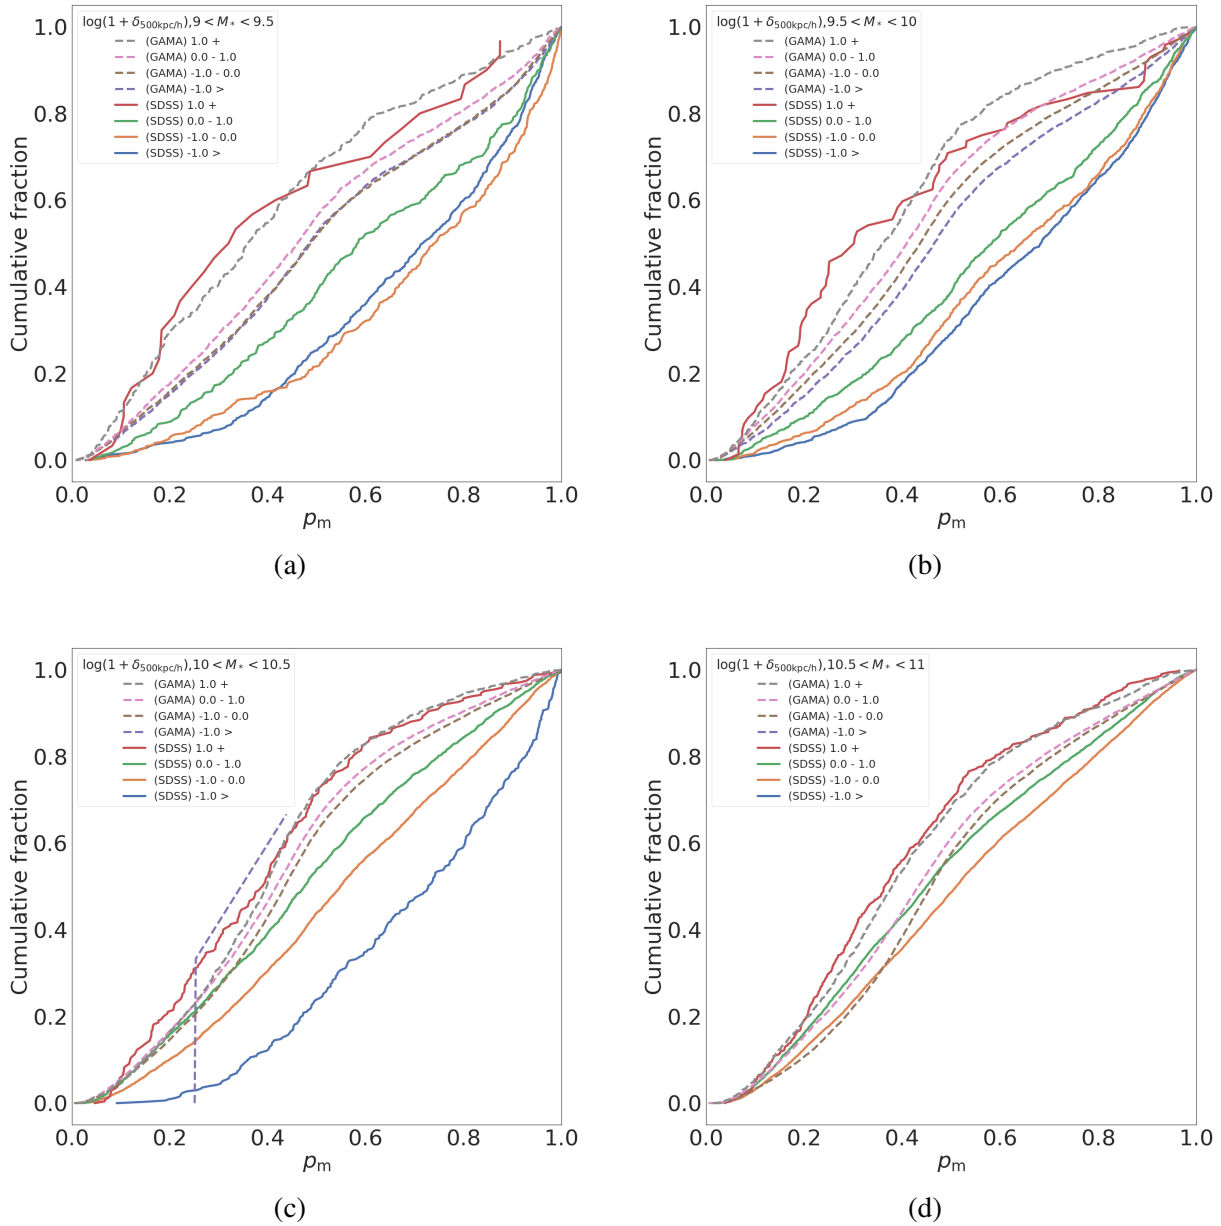 log(1 + δ500kpc/h),9 < M* < 9.5
(GAMA) 1.0 +
(GAMA) 0.0 - 1.0
(GAMA) -1.0 - 0.0
(GAMA) -1.0 >
(SDSS) 1.0 +
(SDSS) 0.0 - 1.0
(SDSS) -1.0 - 0.0
(SDSS) -1.0 >
1.0
0.8
0.6
0.4
0.2
0.0
Cumulative fraction
0.0 0.2 0.4 0.6 0.8 1.0
pm
(a)
log(1 + δ500kpc/h),9.5 < M* < 10
(GAMA) 1.0 +
(GAMA) 0.0 - 1.0
(GAMA) -1.0 - 0.0
(GAMA) -1.0 >
(SDSS) 1.0 +
(SDSS) 0.0 - 1.0
(SDSS) -1.0 - 0.0
(SDSS) -1.0 >
1.0
0.8
0.6
0.4
0.2
0.0
Cumulative fraction
0.0 0.2 0.4 0.6 0.8 1.0
pm
(b)
log(1 + δ500kpc/h),10 < M* < 10.5
(GAMA) 1.0 +
(GAMA) 0.0 - 1.0
(GAMA) -1.0 - 0.0
(GAMA) -1.0 >
(SDSS) 1.0 +
(SDSS) 0.0 - 1.0
(SDSS) -1.0 - 0.0
(SDSS) -1.0 >
1.0
0.8
0.6
0.4
0.2
0.0
Cumulative fraction
0.0 0.2 0.4 0.6 0.8 1.0
pm
(c)
log(1 + δ500kpc/h),10.5 < M* < 11
(GAMA) 1.0 +
(GAMA) 0.0 - 1.0
(GAMA) -1.0 - 0.0
(GAMA) -1.0 >
(SDSS) 1.0 +
(SDSS) 0.0 - 1.0
(SDSS) -1.0 - 0.0
(SDSS) -1.0 >
1.0
0.8
0.6
0.4
0.2
0.0
Cumulative fraction
0.0 0.2 0.4 0.6 0.8 1.0
pm
(d)